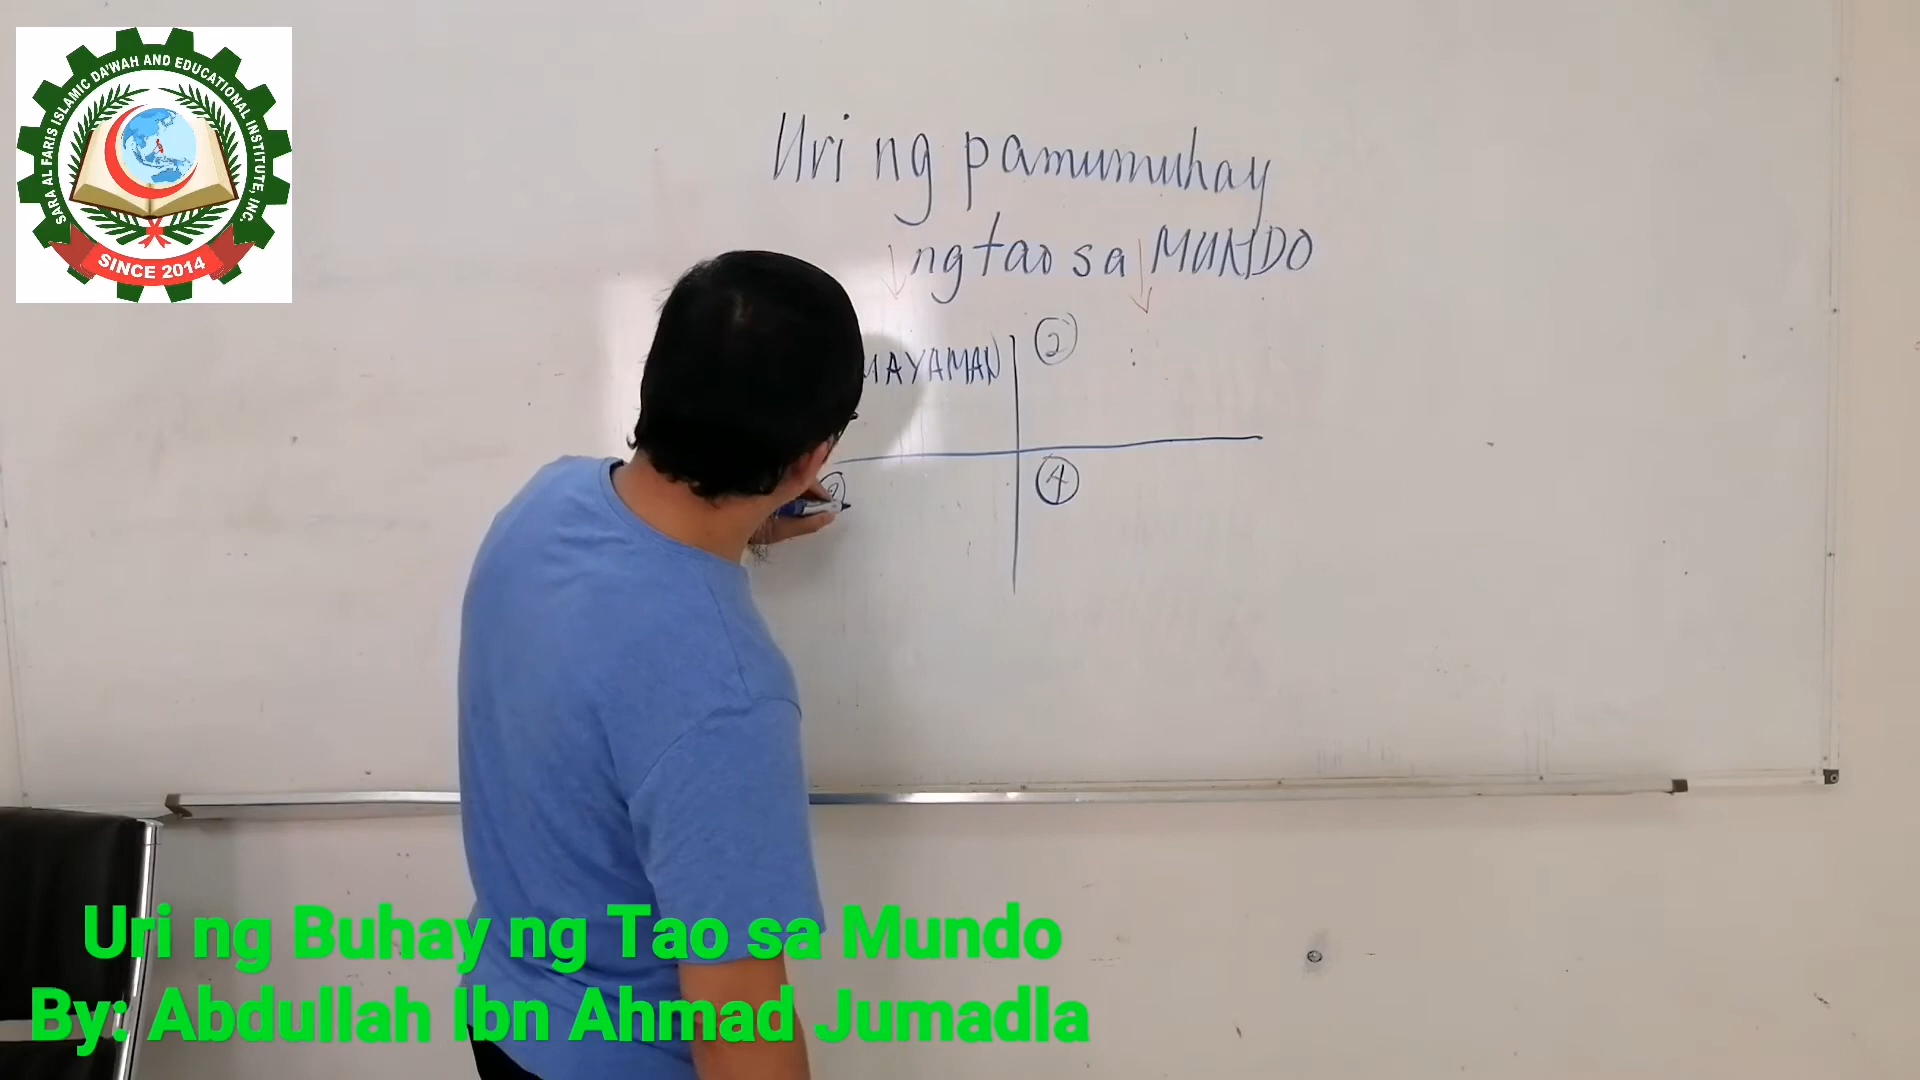 SARA AL FARIS ISLAMIC DA'WAH AND EDUCATIONAL INSTITUTE, INC.
SINCE 2014
Uri ng pamumuhay
ng tao sa MUNDO
MAYAMAN
2
4
Uri ng Buhay ng Tao sa Mundo
By: Abdullah Ibn Ahmad Jumadla